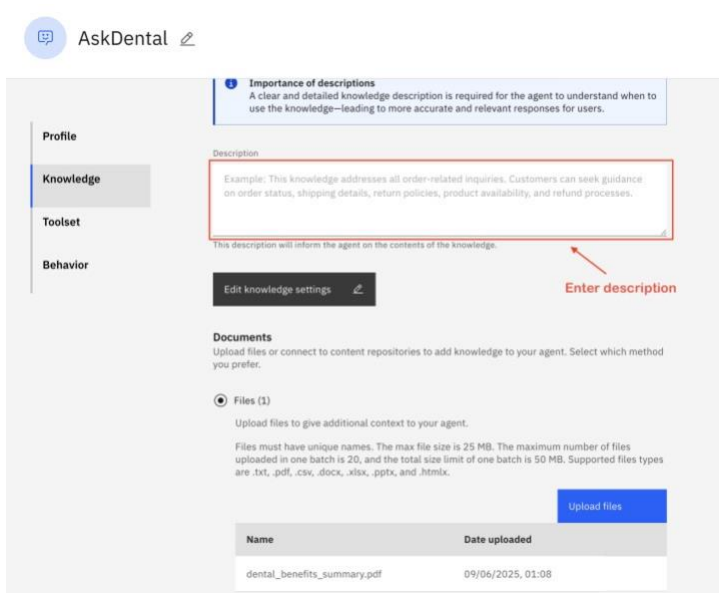 AskDental
Importance of descriptions
A clear and detailed knowledge description is required for the agent to understand when to
use the knowledge—leading to more accurate and relevant responses for users.
Profile
Knowledge
Toolset
Behavior
Description
Example: This knowledge addresses all order-related inquiries. Customers can seek guidance
on order status, shipping details, return policies, product availability, and refund processes.
This description will inform the agent on the contents of the knowledge.
Enter description
Edit knowledge settings
Documents
Upload files or connect to content repositories to add knowledge to your agent. Select which method
you prefer.
Files (1)
Upload files to give additional context to your agent.
Files must have unique names. The max file size is 25 MB. The maximum number of files
uploaded in one batch is 20, and the total size limit of one batch is 50 MB. Supported files types
are .txt, .pdf, .csv, .docx, .xlsx, .pptx, and .htmlx.
Upload files
Name Date uploaded
dental_benefits_summary.pdf 09/06/2025, 01:08